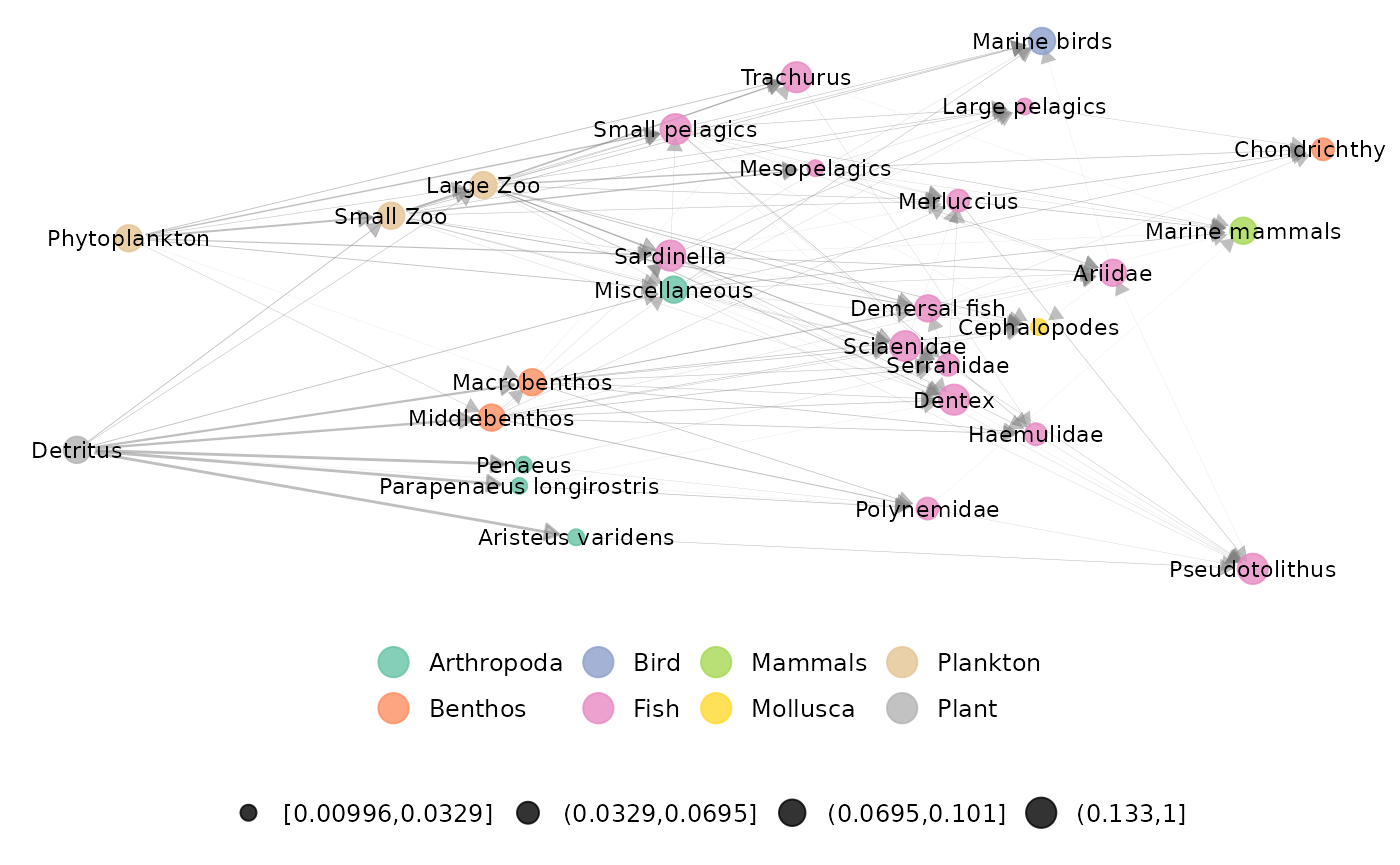 Marine birds
Trachurus
Large pelagics
Small pelagics
Chondrichthy
Mesopelagics
Large Zoo
Merluccius
Small Zoo
Marine mammals
Phytoplankton
Sardinella
Ariidae
Miscellaneous
Demersal fish
Cephalopodes
Sciaenidae
Serranidae
Macrobenthos
Dentex
Middlebenthos
Haemulidae
Detritus
Penaeus
Parapenaeus longirostris
Polynemidae
Aristeus varidens
Pseudotolithus
Arthropoda Bird Mammals Plankton
Benthos Fish Mollusca Plant
[0.00996,0.0329] (0.0329,0.0695] (0.0695,0.101] (0.133,1]